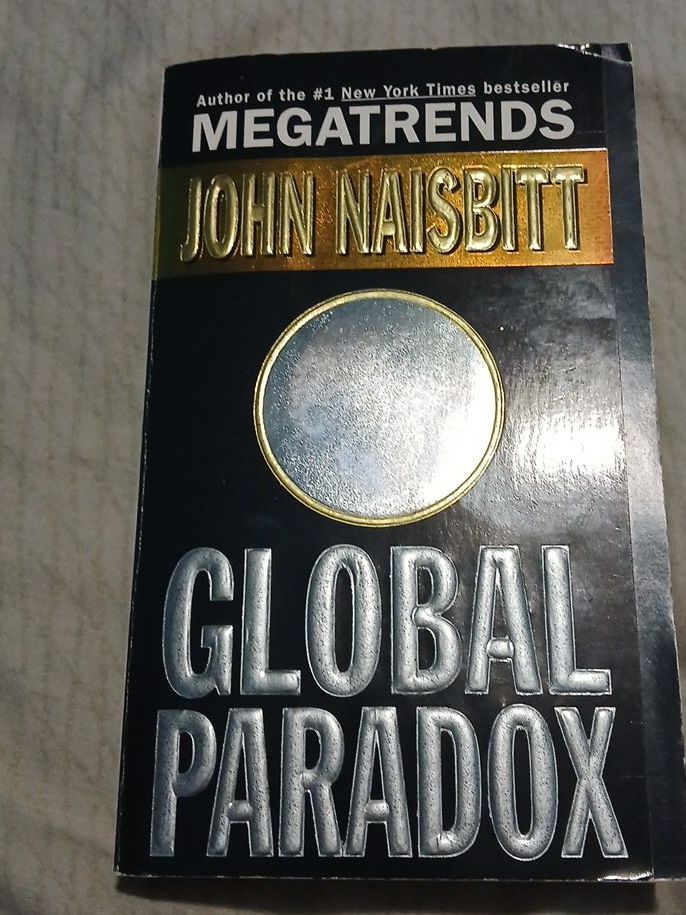 Author of the #1 New York Times bestseller
MEGATRENDS
JOHN NAISBITT
GLOBAL
PARADOX